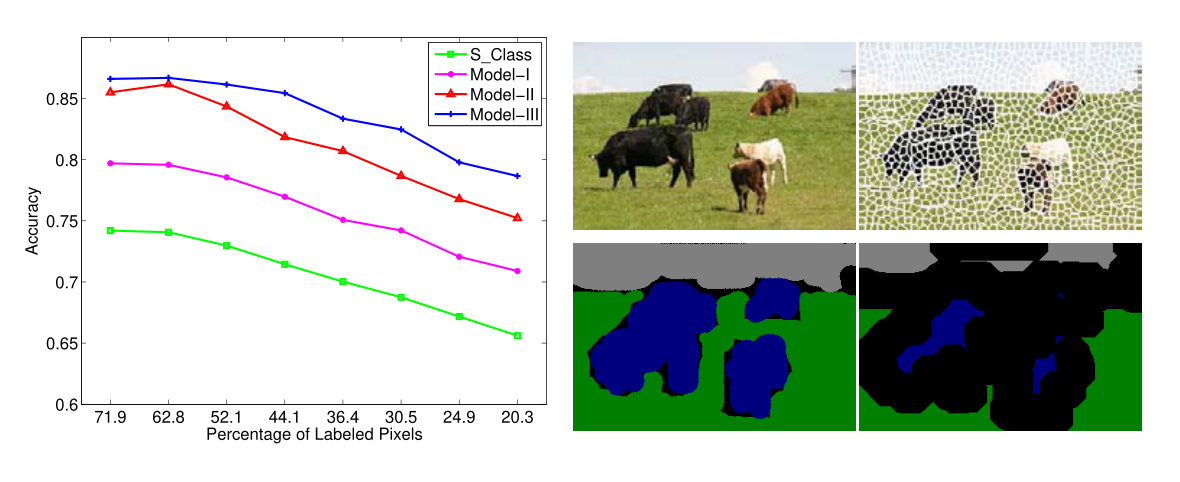 S_Class
Model-I
Model-II
Model-III
0.85
0.8
0.75
0.7
0.65
0.6
Accuracy
71.9 62.8 52.1 44.1 36.4 30.5 24.9 20.3
Percentage of Labeled Pixels